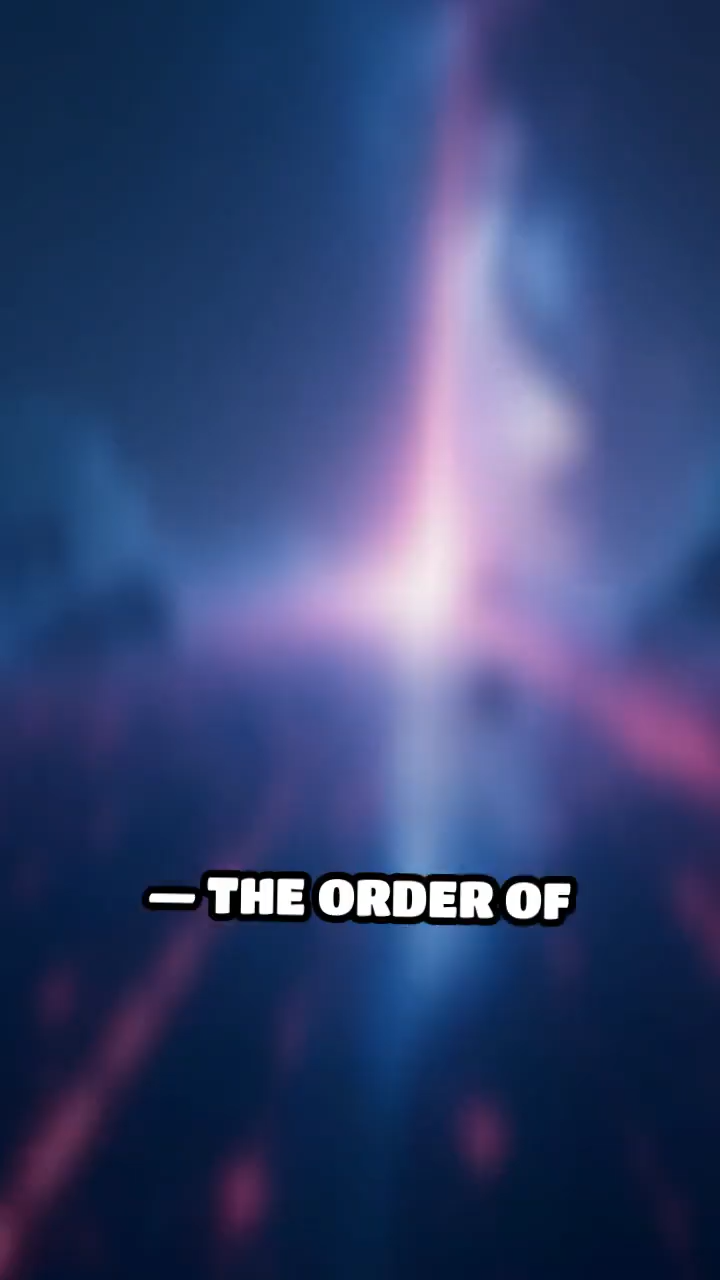 — THE ORDER OF